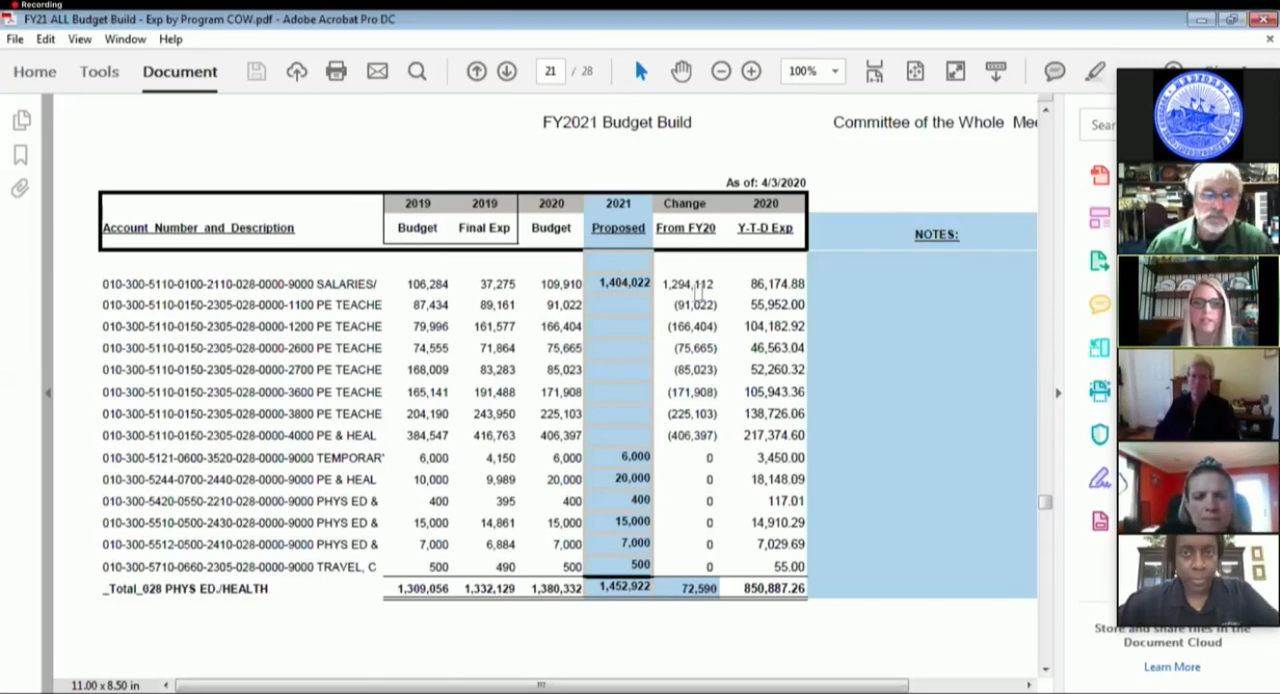 Recording
FY21 ALL Budget Build - Exp by Program COW.pdf - Adobe Acrobat Pro DC
File Edit View Window Help
Home Tools Document 21 / 28 100%
FY2021 Budget Build Committee of the Whole Mee
Sear
As of: 4/3/2020
2019 2019 2020 2021 Change 2020
Account Number and Description Budget Final Exp Budget Proposed From FY20 Y-T-D Exp NOTES:
010-300-5110-0100-2110-028-0000-9000 SALARIES/ 106,284 37,275 109,910 1,404,022 1,294,112 86,174.88
010-300-5110-0150-2305-028-0000-1100 PE TEACHE 87,434 89,161 91,022 (91,022) 55,952.00
010-300-5110-0150-2305-028-0000-1200 PE TEACHE 79,996 161,577 166,404 (166,404) 104,182.92
010-300-5110-0150-2305-028-0000-2600 PE TEACHE 74,555 71,864 75,665 (75,665) 46,563.04
010-300-5110-0150-2305-028-0000-2700 PE TEACHE 168,009 83,283 85,023 (85,023) 52,260.32
010-300-5110-0150-2305-028-0000-3600 PE TEACHE 165,141 191,488 171,908 (171,908) 105,943.36
010-300-5110-0150-2305-028-0000-3800 PE TEACHE 204,190 243,950 225,103 (225,103) 138,726.06
010-300-5110-0150-2305-028-0000-4000 PE & HEAL 384,547 416,763 406,397 (406,397) 217,374.60
010-300-5121-0600-3520-028-0000-9000 TEMPORAR' 6,000 4,150 6,000 6,000 0 3,450.00
010-300-5244-0700-2440-028-0000-9000 PE & HEAL 10,000 9,989 20,000 20,000 0 18,148.09
010-300-5420-0550-2210-028-0000-9000 PHYS ED & 400 395 400 400 0 117.01
010-300-5510-0500-2430-028-0000-9000 PHYS ED & 15,000 14,861 15,000 15,000 0 14,910.29
010-300-5512-0500-2410-028-0000-9000 PHYS ED & 7,000 6,884 7,000 7,000 0 7,029.69
010-300-5710-0660-2305-028-0000-9000 TRAVEL, C 500 490 500 500 0 55.00
_Total_028 PHYS ED./HEALTH 1,309,056 1,332,129 1,380,332 1,452,922 72,590 850,887.26
Store and share files in the
Document Cloud
Learn More
11.00 x 8.50 in